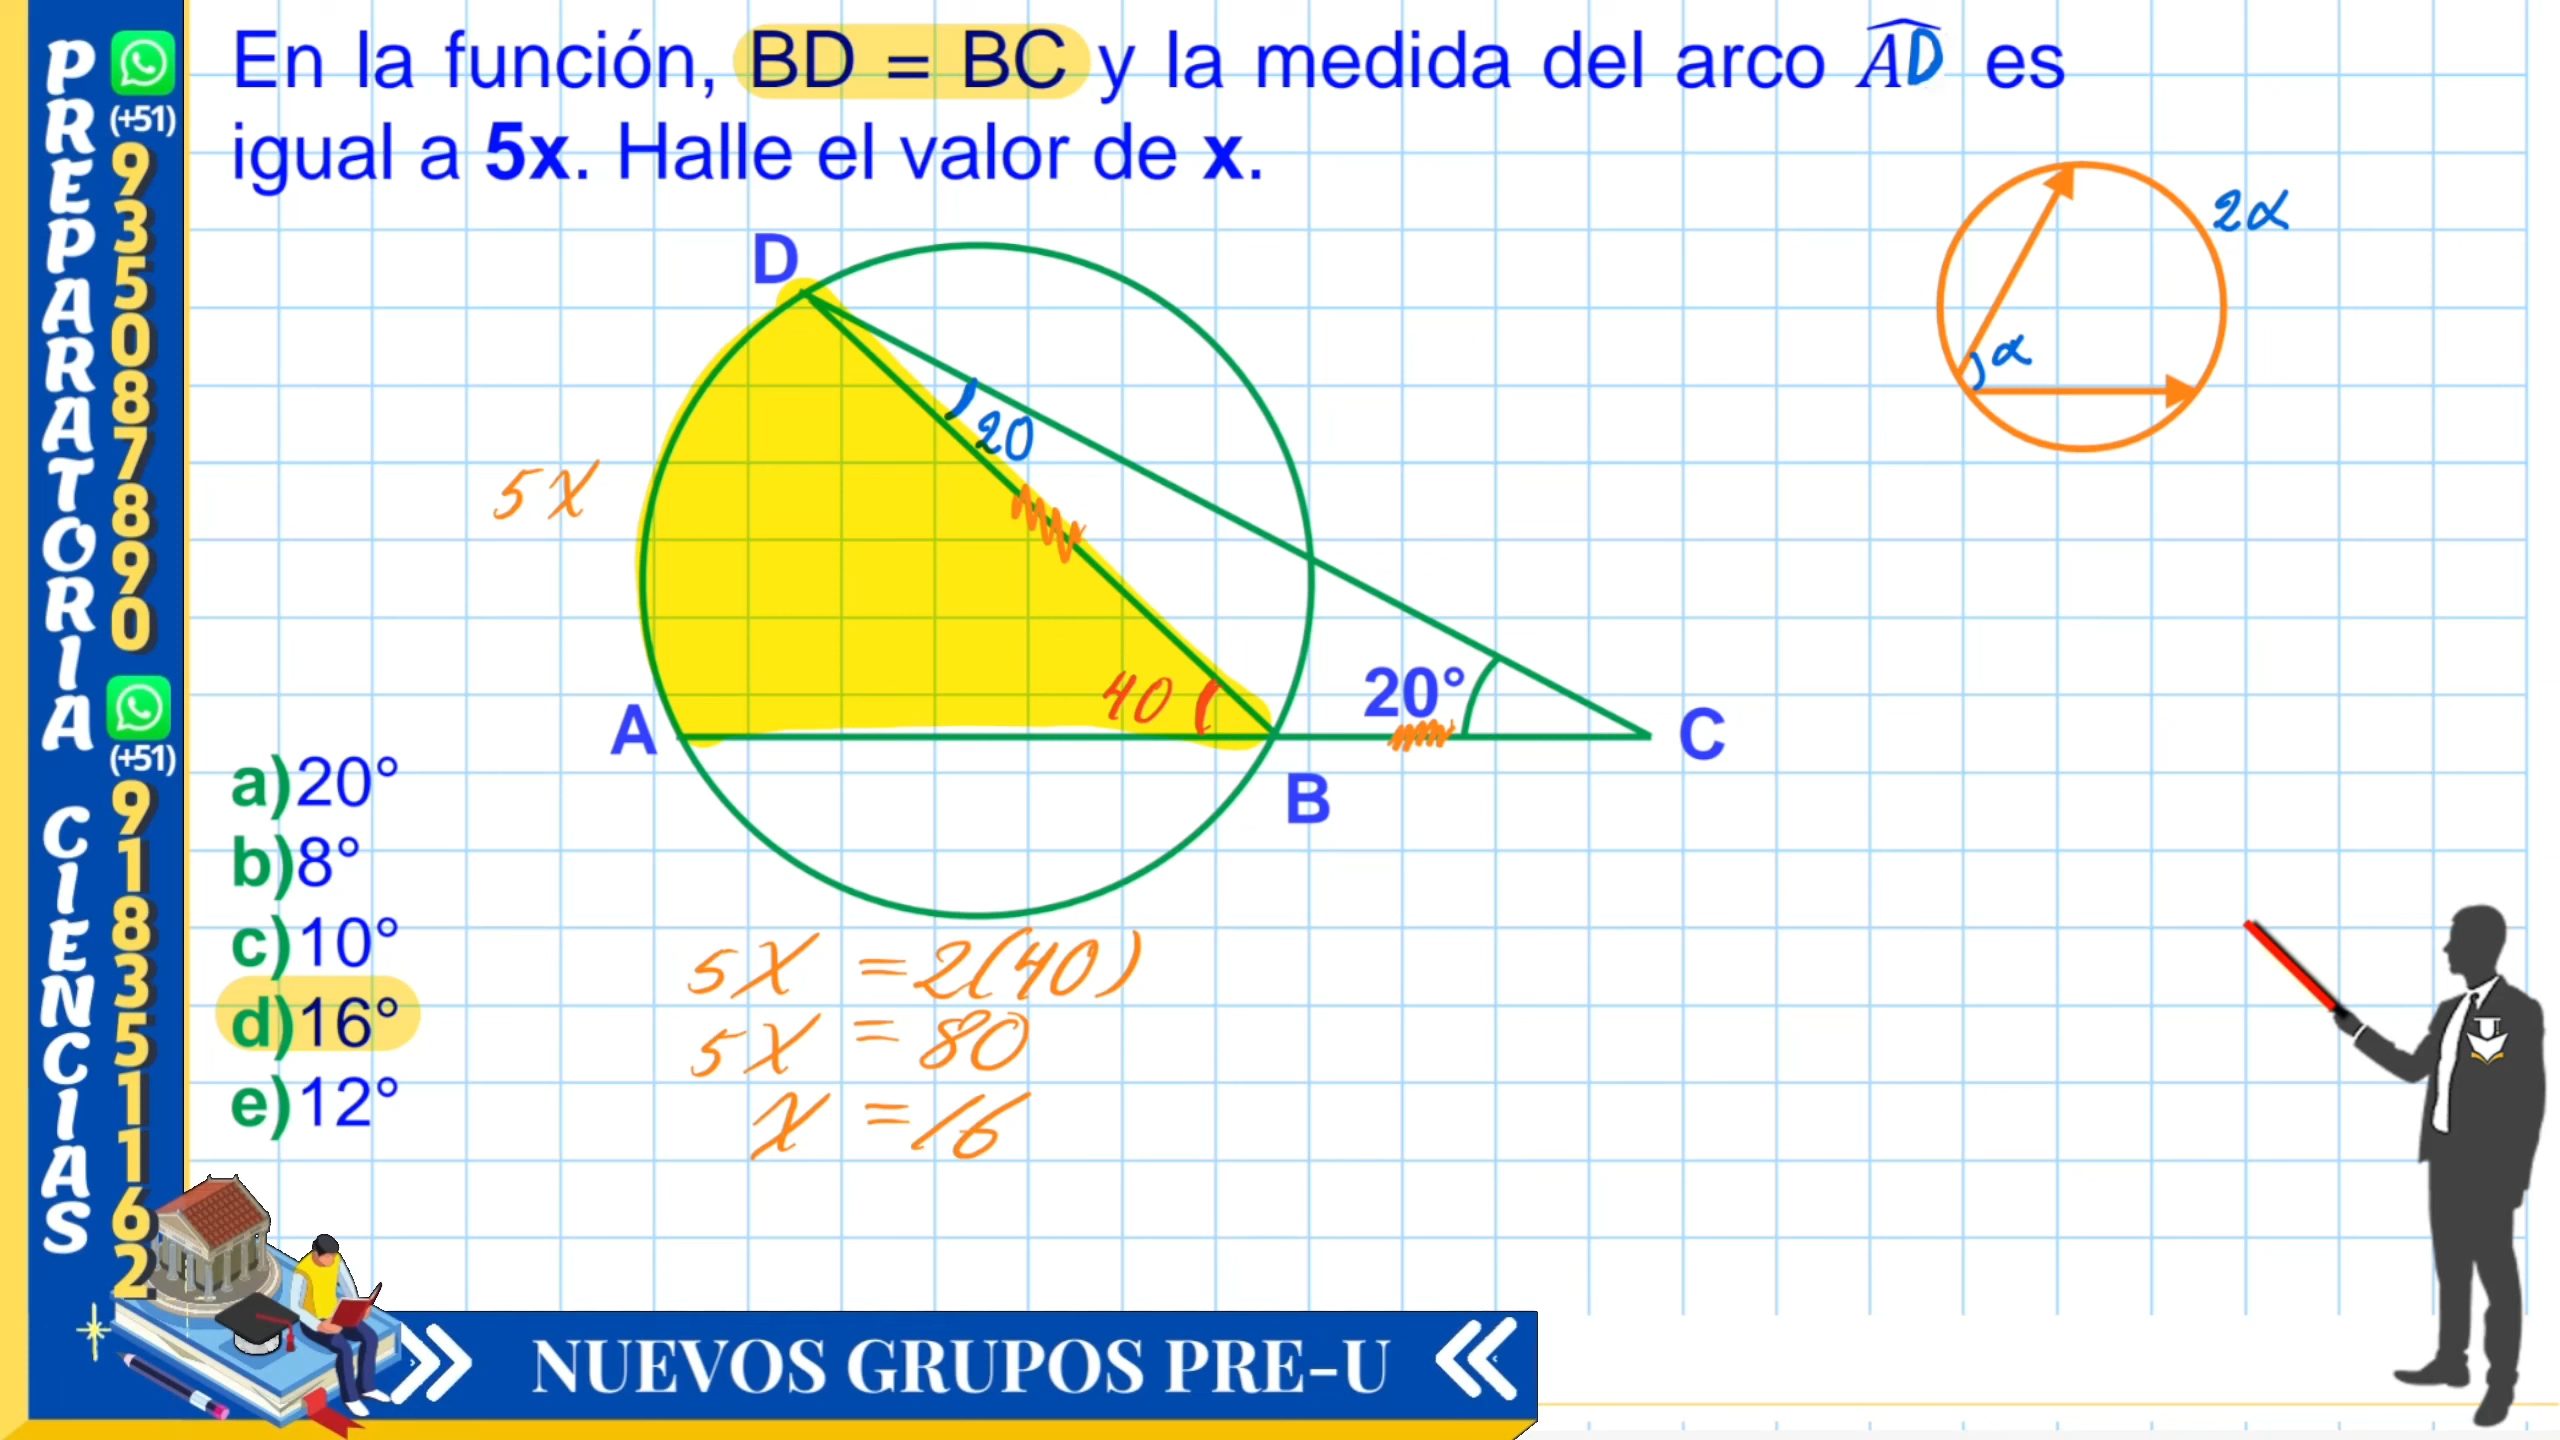 PREPARATORIA CIENCIAS
(+51)
935087890
(+51)
918351162
En la función, BD = BC y la medida del arco AD es
igual a 5x. Halle el valor de x.
2α
α
D
20
5X
40
20°
A
B
C
a)20°
b)8°
c)10°
d)16°
e)12°
5X = 2(40)
5X = 80
X = 16
NUEVOS GRUPOS PRE-U